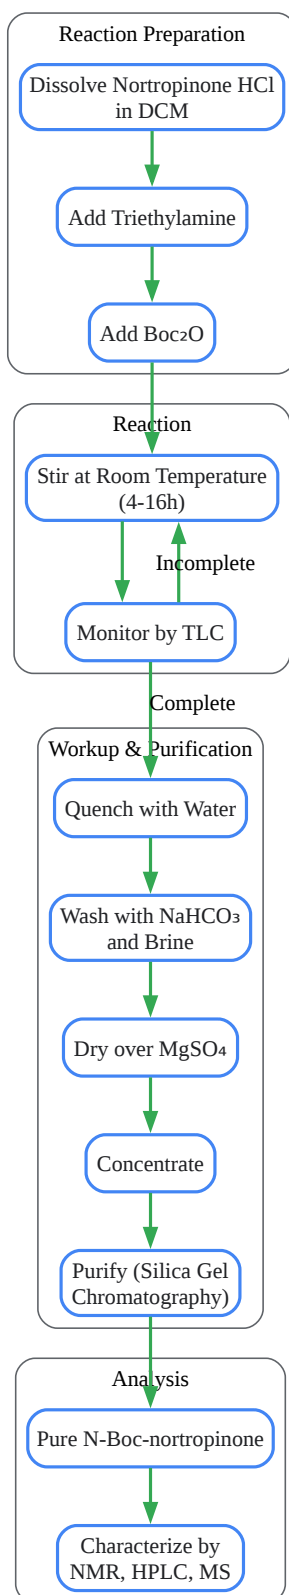 Reaction Preparation
Dissolve Nortropinone HCl
in DCM
Add Triethylamine
Add Boc₂O
Reaction
Stir at Room Temperature
(4-16h)
Incomplete
Monitor by TLC
Complete
Workup & Purification
Quench with Water
Wash with NaHCO₃
and Brine
Dry over MgSO₄
Concentrate
Purify (Silica Gel
Chromatography)
Analysis
Pure N-Boc-nortropinone
Characterize by
NMR, HPLC, MS